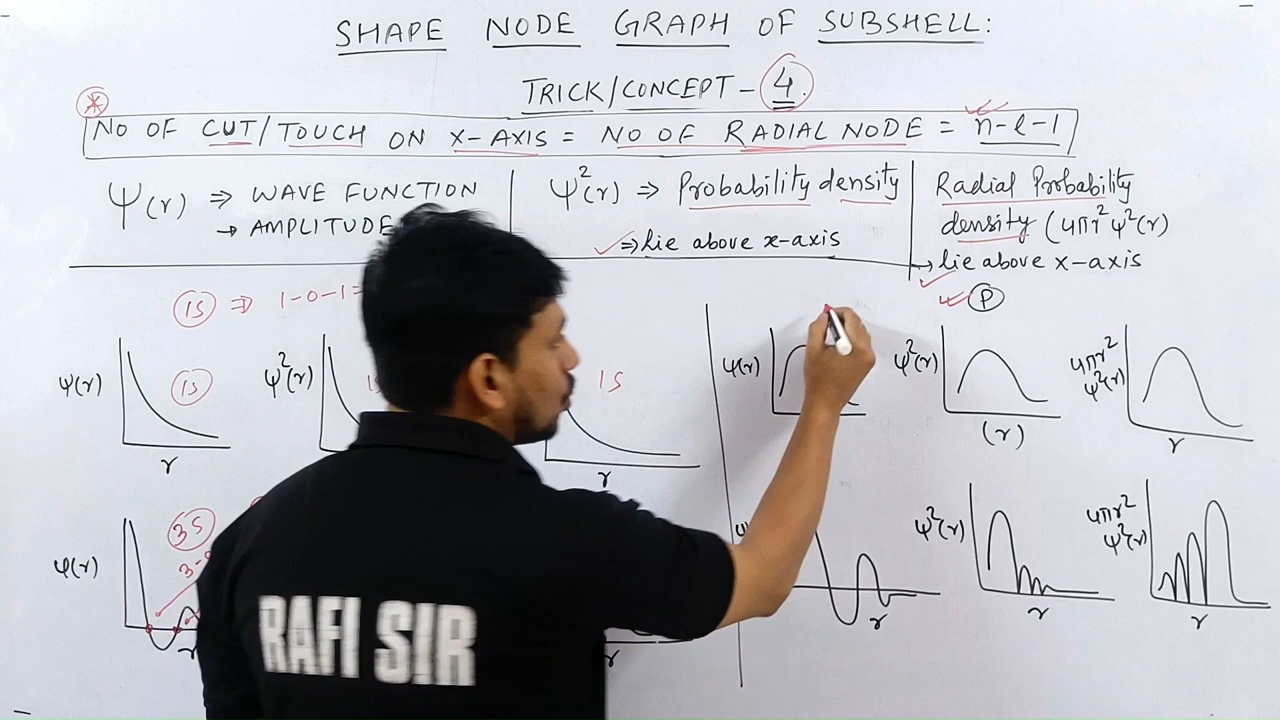 SHAPE NODE GRAPH OF SUBSHELL:
TRICK/CONCEPT - 4.
NO OF CUT/TOUCH ON X-AXIS = NO OF RADIAL NODE = n-l-1
ψ(r) ⇒ WAVE FUNCTION
→ AMPLITUDE
ψ²(r) ⇒ Probability density
⇒ lie above x-axis
Radial Probability
density (4πr²ψ²(r)
→ lie above x-axis
1S ⇒ 1-0-1=
P
ψ(r)
1S
r
ψ²(r)
1S
r
ψ(r)
ψ²(r)
(r)
4πr²
ψ²(r)
r
ψ(r)
3S
r
ψ²(r)
r
4πr²
ψ²(r)
r
RAFI SIR